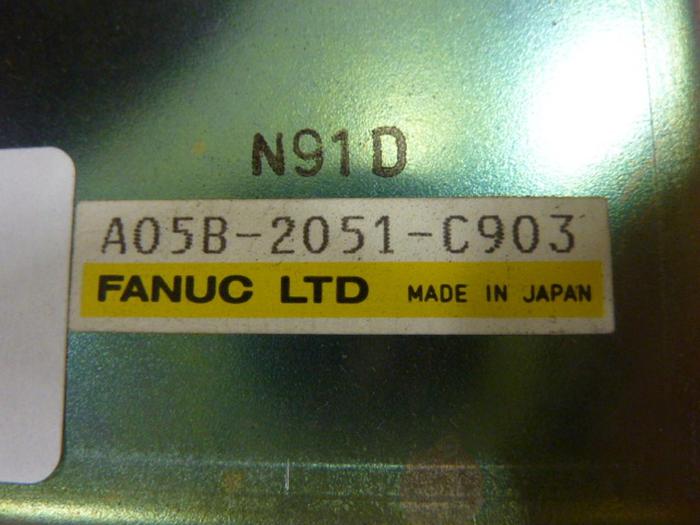 N91D
A05B-2051-C903
FANUC LTD MADE IN JAPAN